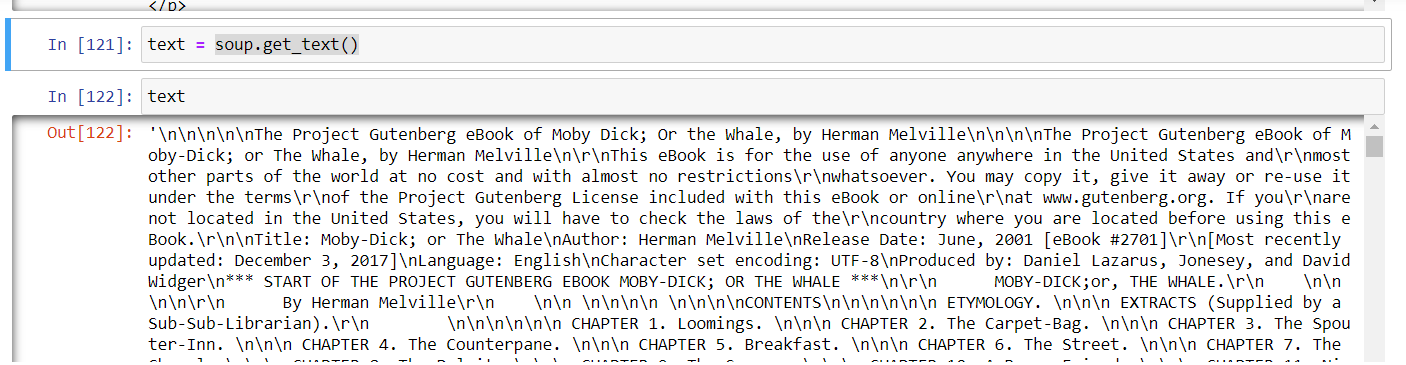 </p>
In [121]: text = soup.get_text()
In [122]: text
Out[122]: '\n\n\n\n\nThe Project Gutenberg eBook of Moby Dick; Or the Whale, by Herman Melville\n\n\n\nThe Project Gutenberg eBook of M
oby-Dick; or The Whale, by Herman Melville\n\r\nThis eBook is for the use of anyone anywhere in the United States and\r\nmost
other parts of the world at no cost and with almost no restrictions\r\nwhatsoever. You may copy it, give it away or re-use it
under the terms\r\nof the Project Gutenberg License included with this eBook or online\r\nat www.gutenberg.org. If you\r\nare
not located in the United States, you will have to check the laws of the\r\ncountry where you are located before using this e
Book.\r\n\nTitle: Moby-Dick; or The Whale\nAuthor: Herman Melville\nRelease Date: June, 2001 [eBook #2701]\r\n[Most recently
updated: December 3, 2017]\nLanguage: English\nCharacter set encoding: UTF-8\nProduced by: Daniel Lazarus, Jonesey, and David
Widger\n*** START OF THE PROJECT GUTENBERG EBOOK MOBY-DICK; OR THE WHALE ***\n\r\n      MOBY-DICK;or, THE WHALE.\r\n    \n\n
\n\n\r\n      By Herman Melville\r\n    \n\n \n\n\n\n \n\n\n\nCONTENTS\n\n\n\n\n\n ETYMOLOGY. \n\n\n EXTRACTS (Supplied by a
Sub-Sub-Librarian).\r\n        \n\n\n\n\n\n CHAPTER 1. Loomings. \n\n\n CHAPTER 2. The Carpet-Bag. \n\n\n CHAPTER 3. The Spou
ter-Inn. \n\n\n CHAPTER 4. The Counterpane. \n\n\n CHAPTER 5. Breakfast. \n\n\n CHAPTER 6. The Street. \n\n\n CHAPTER 7. The